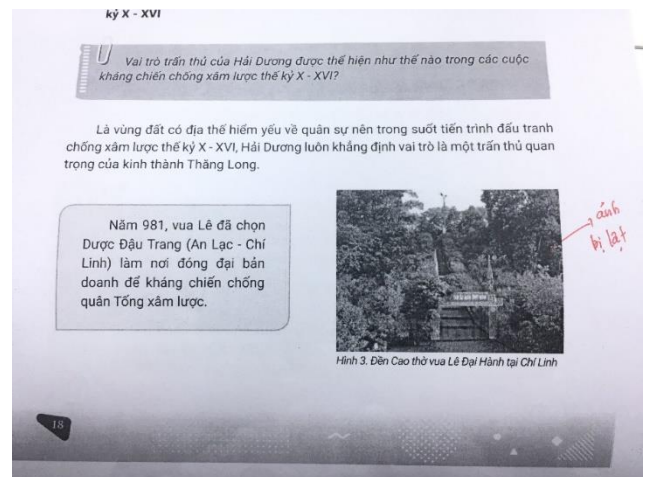 kỷ X - XVI
Vai trò trấn thủ của Hải Dương được thể hiện như thế nào trong các cuộc
kháng chiến chống xâm lược thế kỷ X - XVI?
Là vùng đất có địa thế hiểm yếu về quân sự nên trong suốt tiến trình đấu tranh
chống xâm lược thế kỷ X - XVI, Hải Dương luôn khẳng định vai trò là một trấn thủ quan
trọng của kinh thành Thăng Long.
Năm 981, vua Lê đã chọn
Dược Đậu Trang (An Lạc - Chí
Linh) làm nơi đóng đại bản
doanh để kháng chiến chống
quân Tống xâm lược.
ảnh
bị lật
Hình 3. Đền Cao thờ vua Lê Đại Hành tại Chí Linh
18